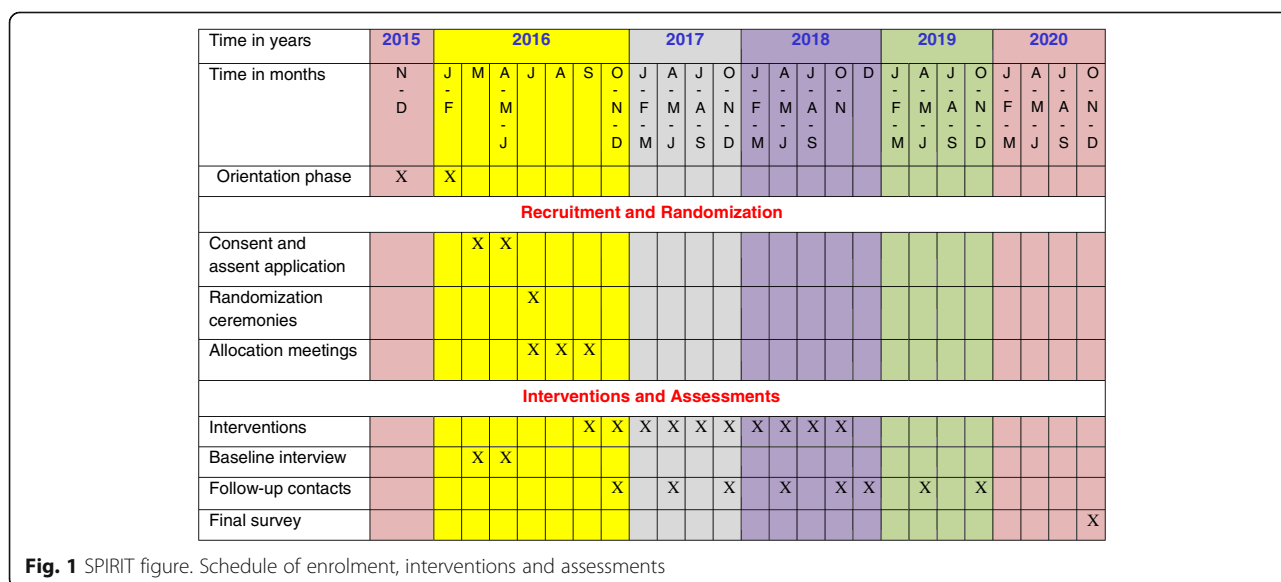 Time in years 2015 2016 2017 2018 2019 2020
Time in months N - D J - F M A - M - J J A S O - N - D J - F - M A - M - J J - A - S O - N - D J - F - M A - M - J J - A - S O - N D J - F - M A - M - J J - A - S O - N - D J - F - M A - M - J J - A - S O - N - D
Orientation phase X X
Recruitment and Randomization
Consent and
assent application X X
Randomization
ceremonies X
Allocation meetings X X X
Interventions and Assessments
Interventions X X X X X X X X X X
Baseline interview X X
Follow-up contacts X X X X X X X X
Final survey X
Fig. 1 SPIRIT figure. Schedule of enrolment, interventions and assessments